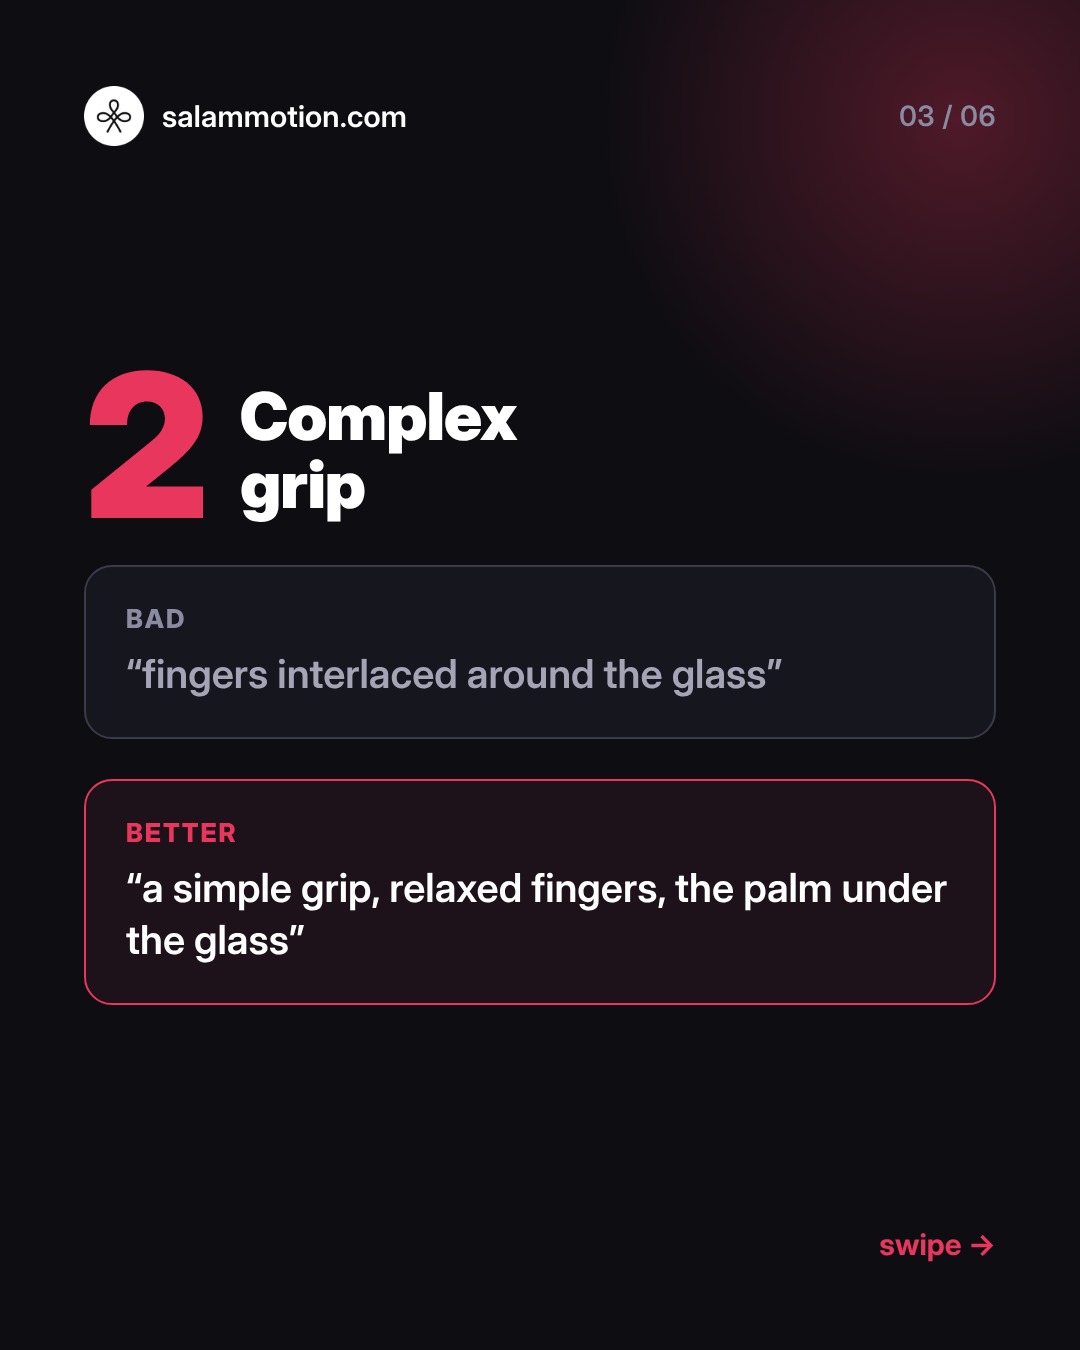 salammotion.com
03 / 06
2
Complex
grip
BAD
“fingers interlaced around the glass”
BETTER
“a simple grip, relaxed fingers, the palm under
the glass”
swipe →